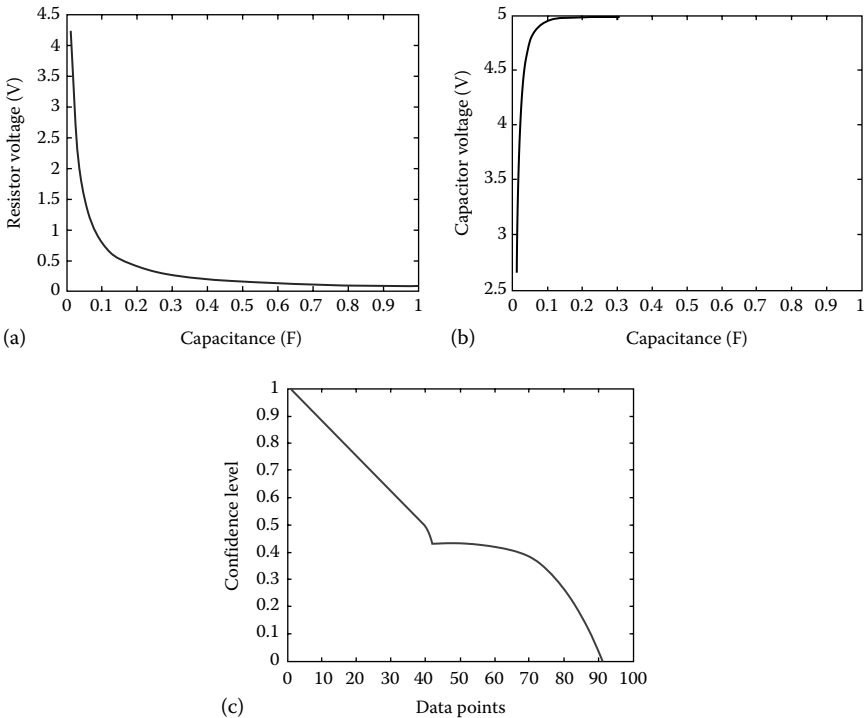 4.5
4
3.5
3
2.5
2
1.5
1
0.5
0
Resistor voltage (V)
0 0.1 0.2 0.3 0.4 0.5 0.6 0.7 0.8 0.9 1
Capacitance (F)
(a)
5
4.5
4
3.5
3
2.5
Capacitor voltage (V)
0 0.1 0.2 0.3 0.4 0.5 0.6 0.7 0.8 0.9 1
Capacitance (F)
(b)
1
0.9
0.8
0.7
0.6
0.5
0.4
0.3
0.2
0.1
0
Confidence level
0 10 20 30 40 50 60 70 80 90 100
Data points
(c)